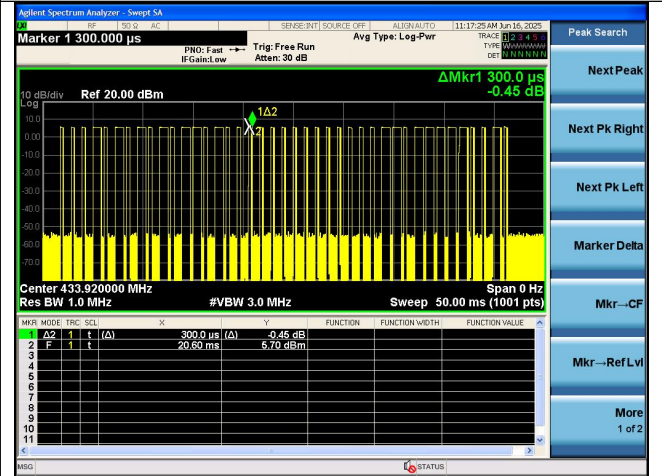 Agilent Spectrum Analyzer - Swept SA
RF 50 Ω AC SENSE:INT SOURCE OFF ALIGN AUTO 11:17:25 AM Jun 16, 2025
Marker 1 300.000 µs
Avg Type: Log-Pwr
TRACE 1 2 3 4 5 6
TYPE W
DET N N N N N N
PNO: Fast
IFGain:Low
Trig: Free Run
Atten: 30 dB
Peak Search
ΔMkr1 300.0 µs
-0.45 dB
10 dB/div Ref 20.00 dBm
Log
10.0
0.00
-10.0
-20.0
-30.0
-40.0
-50.0
-60.0
-70.0
1Δ2
2
Center 433.920000 MHz
Span 0 Hz
Res BW 1.0 MHz
#VBW 3.0 MHz
Sweep 50.00 ms (1001 pts)
MKR MODE TRC SCL X Y FUNCTION FUNCTION WIDTH FUNCTION VALUE
1 Δ2 1 t (Δ) 300.0 µs (Δ) -0.45 dB
2 F 1 t 20.60 ms 5.70 dBm
3
4
5
6
7
8
9
10
11
MSG
STATUS
Next Peak
Next Pk Right
Next Pk Left
Marker Delta
Mkr→CF
Mkr→Ref Lvl
More
1 of 2